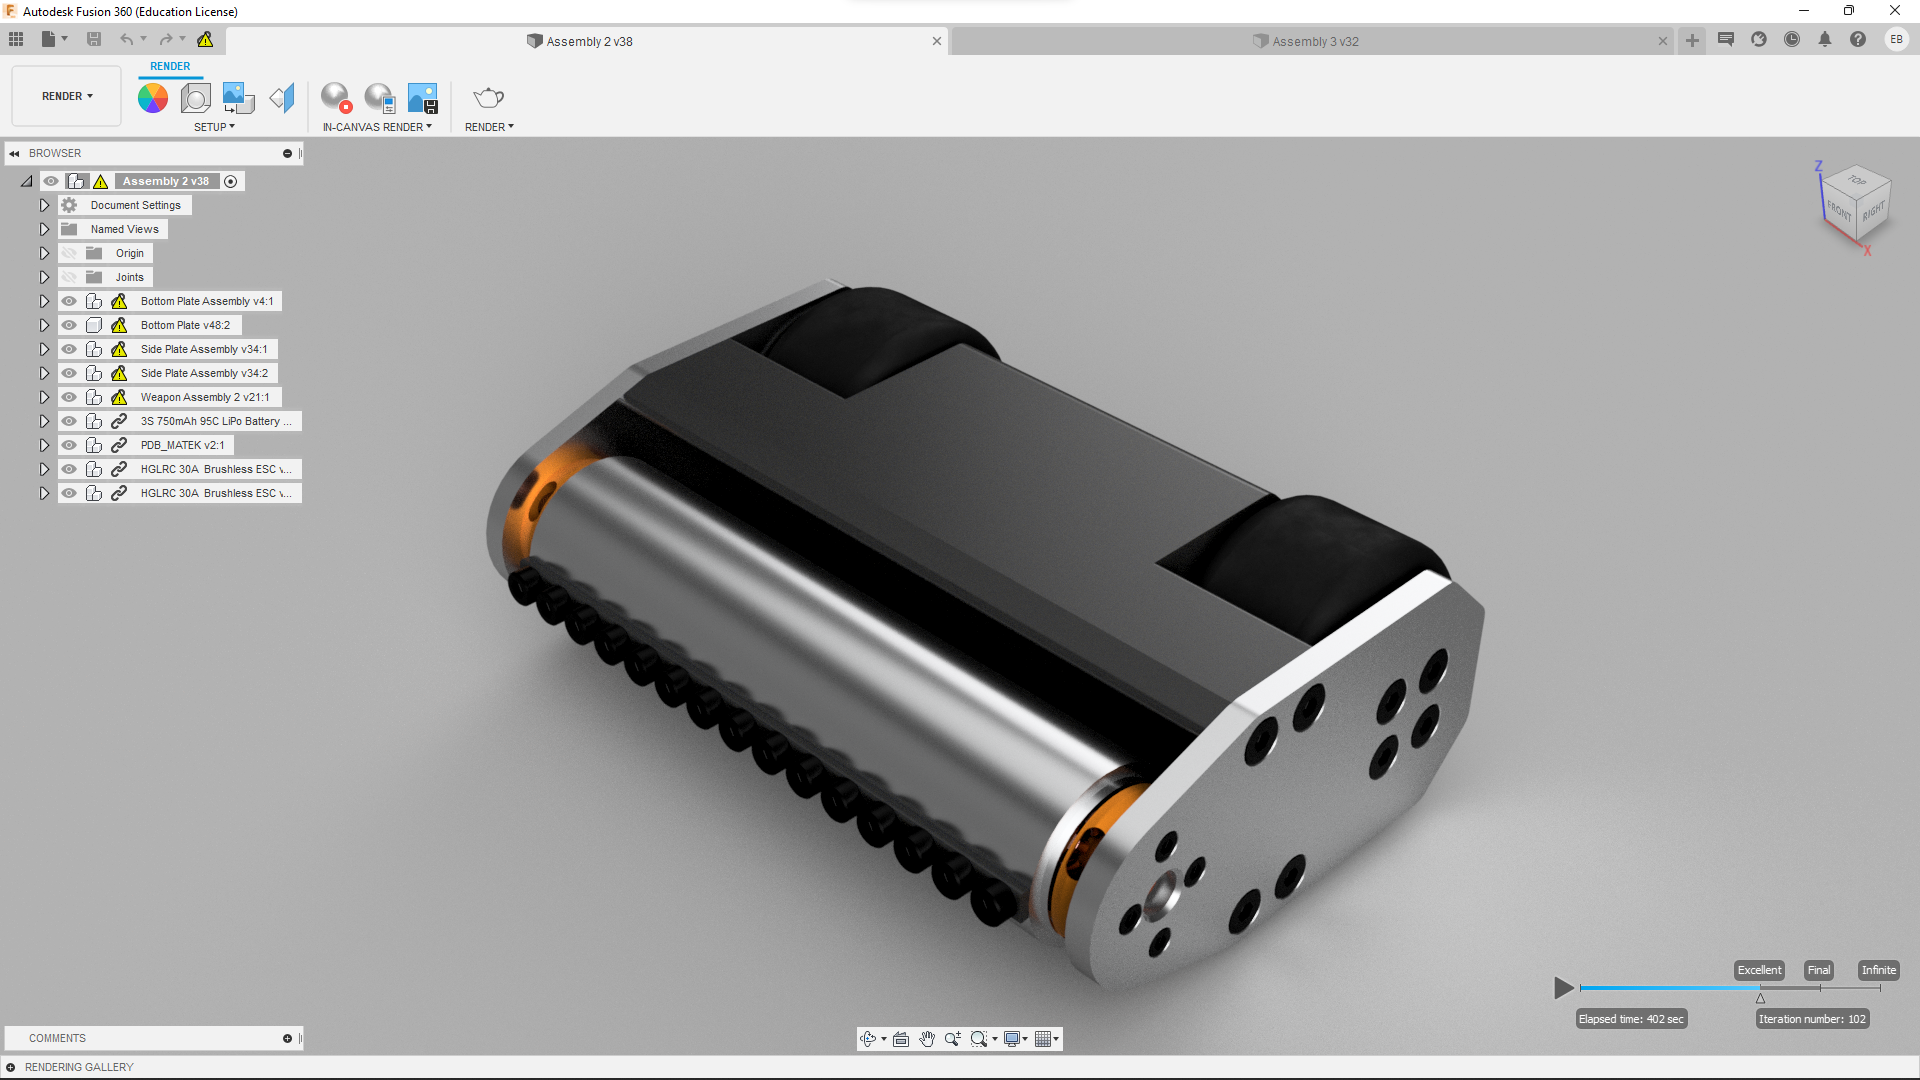 Autodesk Fusion 360 (Education License)
Assembly 2 v38
Assembly 3 v32
EB
RENDER
RENDER
SETUP
IN-CANVAS RENDER
RENDER
BROWSER
Assembly 2 v38
Document Settings
Named Views
Origin
Joints
Bottom Plate Assembly v4:1
Bottom Plate v48:2
Side Plate Assembly v34:1
Side Plate Assembly v34:2
Weapon Assembly 2 v21:1
3S 750mAh 95C LiPo Battery ...
PDB_MATEK v2:1
HGLRC 30A Brushless ESC v...
HGLRC 30A Brushless ESC v...
Z
TOP
FRONT
RIGHT
X
Excellent
Final
Infinite
Elapsed time: 402 sec
Iteration number: 102
COMMENTS
RENDERING GALLERY